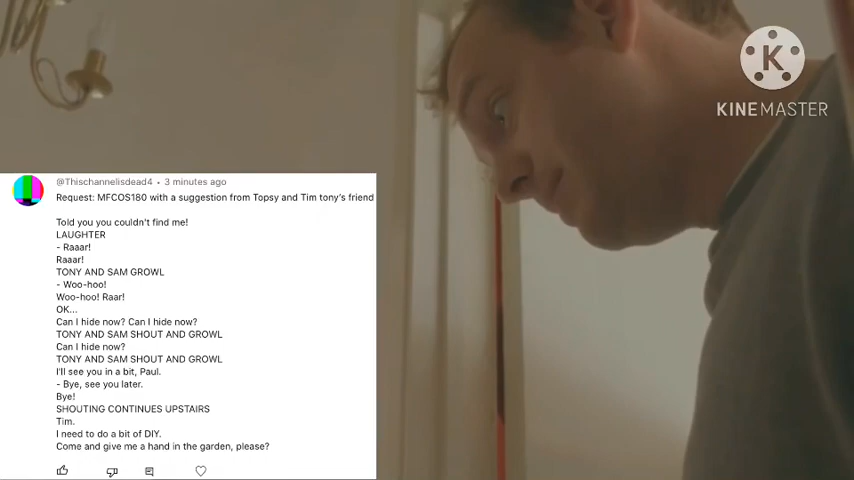 K
KINEMASTER
@Thischannelisdead4 • 3 minutes ago
Request: MFCOS180 with a suggestion from Topsy and Tim tony's friend
Told you you couldn't find me!
LAUGHTER
- Raaar!
Raaar!
TONY AND SAM GROWL
- Woo-hoo!
Woo-hoo! Raar!
OK...
Can I hide now? Can I hide now?
TONY AND SAM SHOUT AND GROWL
Can I hide now?
TONY AND SAM SHOUT AND GROWL
I'll see you in a bit, Paul.
- Bye, see you later.
Bye!
SHOUTING CONTINUES UPSTAIRS
Tim.
I need to do a bit of DIY.
Come and give me a hand in the garden, please?